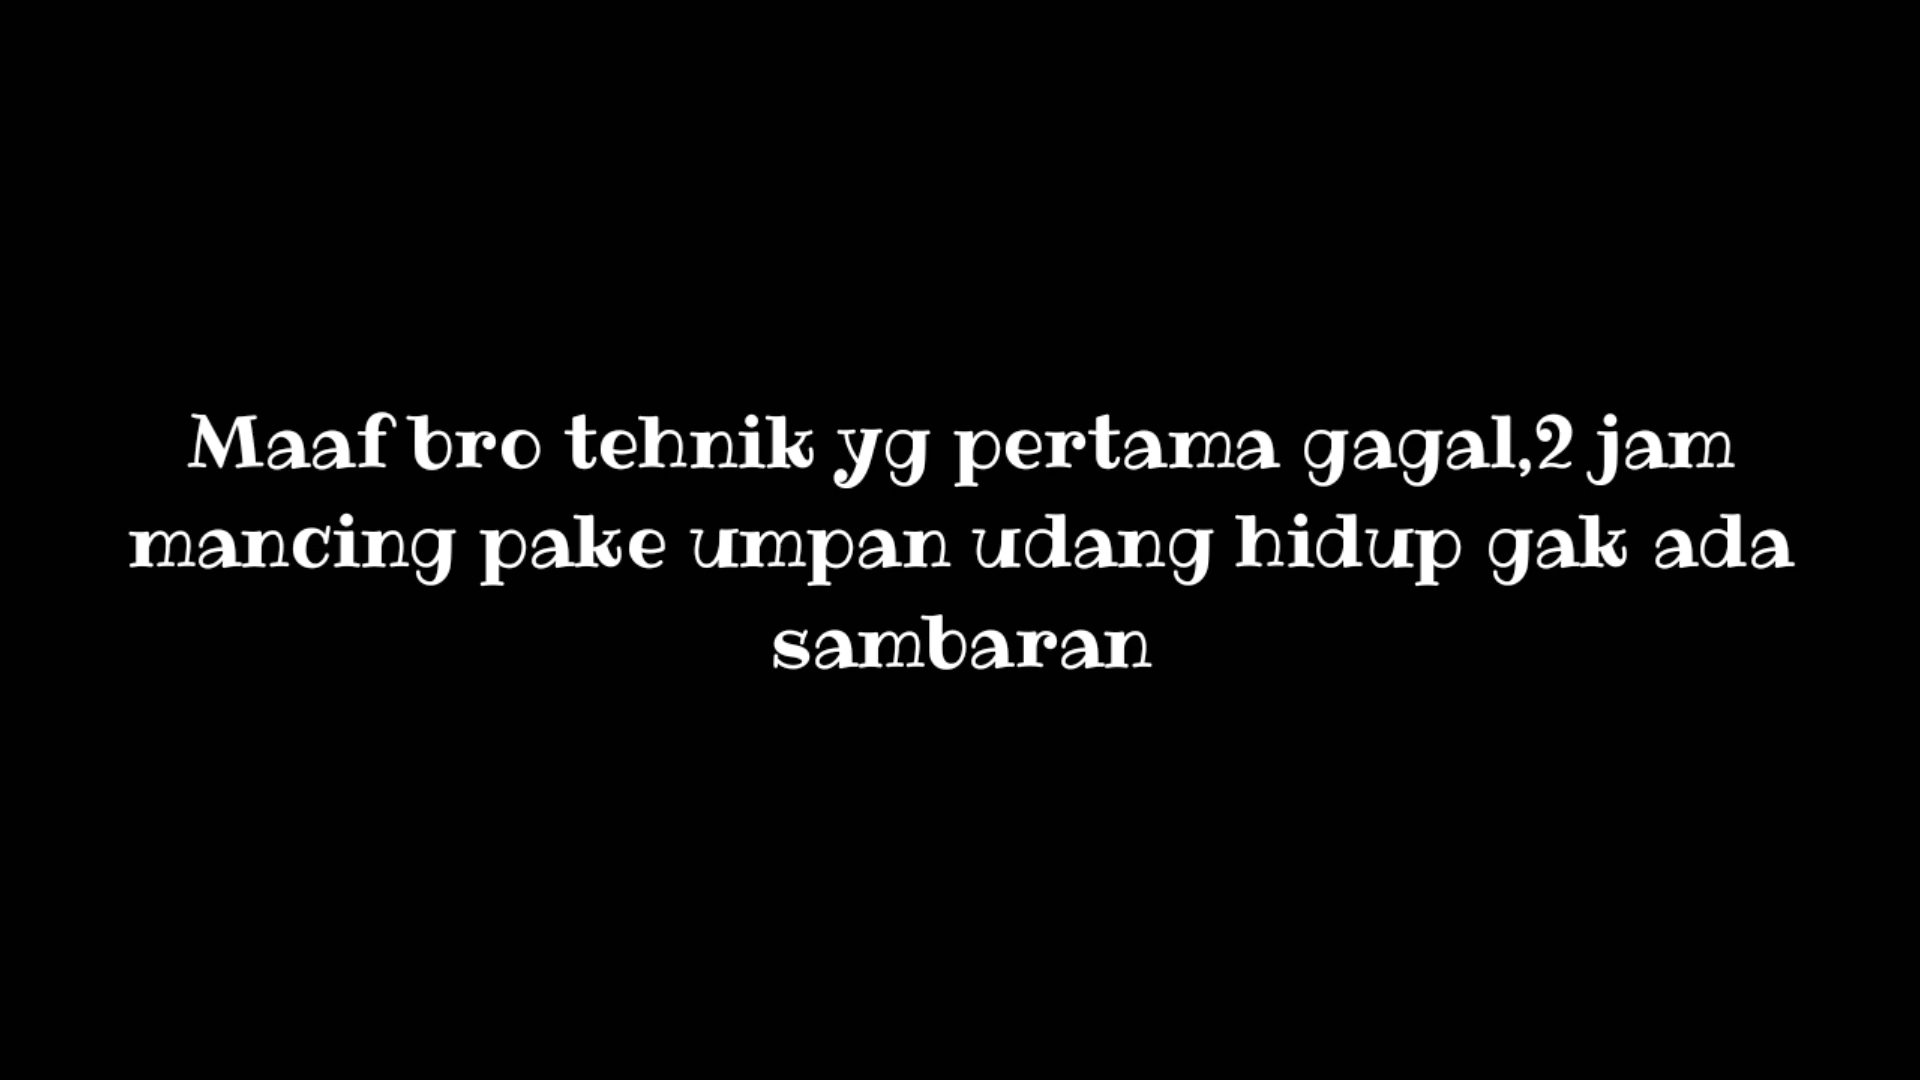 Maaf bro tehnik yg pertama gagal,2 jam
mancing pake umpan udang hidup gak ada
sambaran